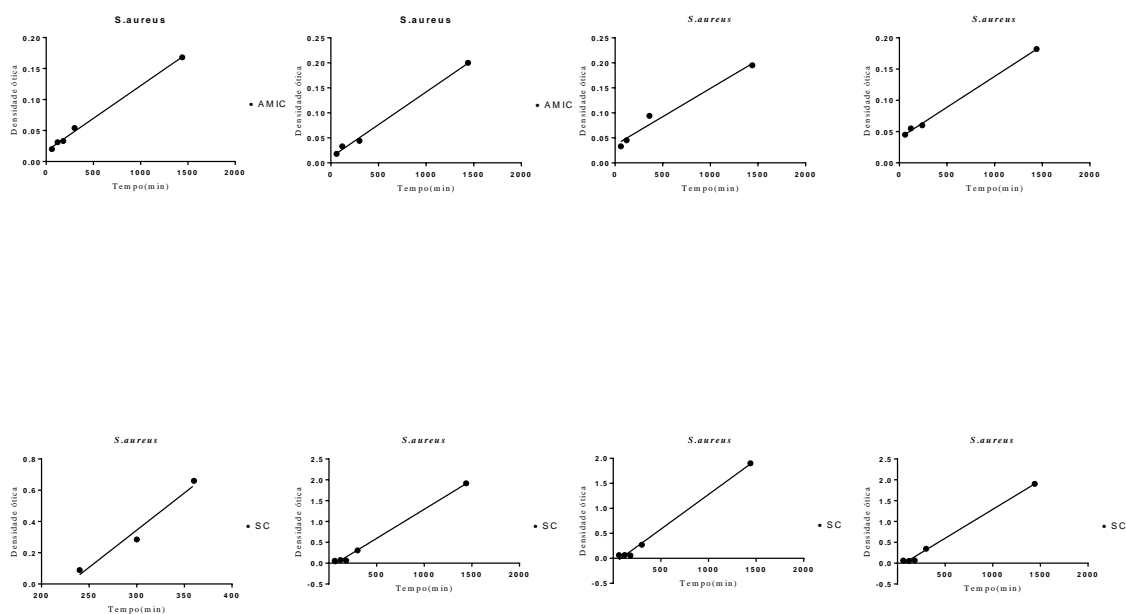 S.aureus
0.20
0.15
0.10
0.05
0.00
0 500 1000 1500 2000
Densidade ótica
Tempo(min)
AMIC
S.aureus
0.25
0.20
0.15
0.10
0.05
0.00
0 500 1000 1500 2000
Densidade ótica
Tempo(min)
AMIC
S.aureus
0.25
0.20
0.15
0.10
0.05
0.00
0 500 1000 1500 2000
Densidade ótica
Tempo(min)
S.aureus
0.20
0.15
0.10
0.05
0.00
0 500 1000 1500 2000
Densidade ótica
Tempo(min)
S.aureus
0.8
0.6
0.4
0.2
0.0
200 250 300 350 400
Densidade ótica
Tempo(min)
SC
S.aureus
2.5
2.0
1.5
1.0
0.5
0.0
-0.5
500 1000 1500 2000
Densidade ótica
Tempo(min)
SC
S.aureus
2.0
1.5
1.0
0.5
0.0
-0.5
500 1000 1500 2000
Densidade ótica
Tempo(min)
SC
S.aureus
2.5
2.0
1.5
1.0
0.5
0.0
-0.5
500 1000 1500 2000
Densidade ótica
Tempo(min)
SC